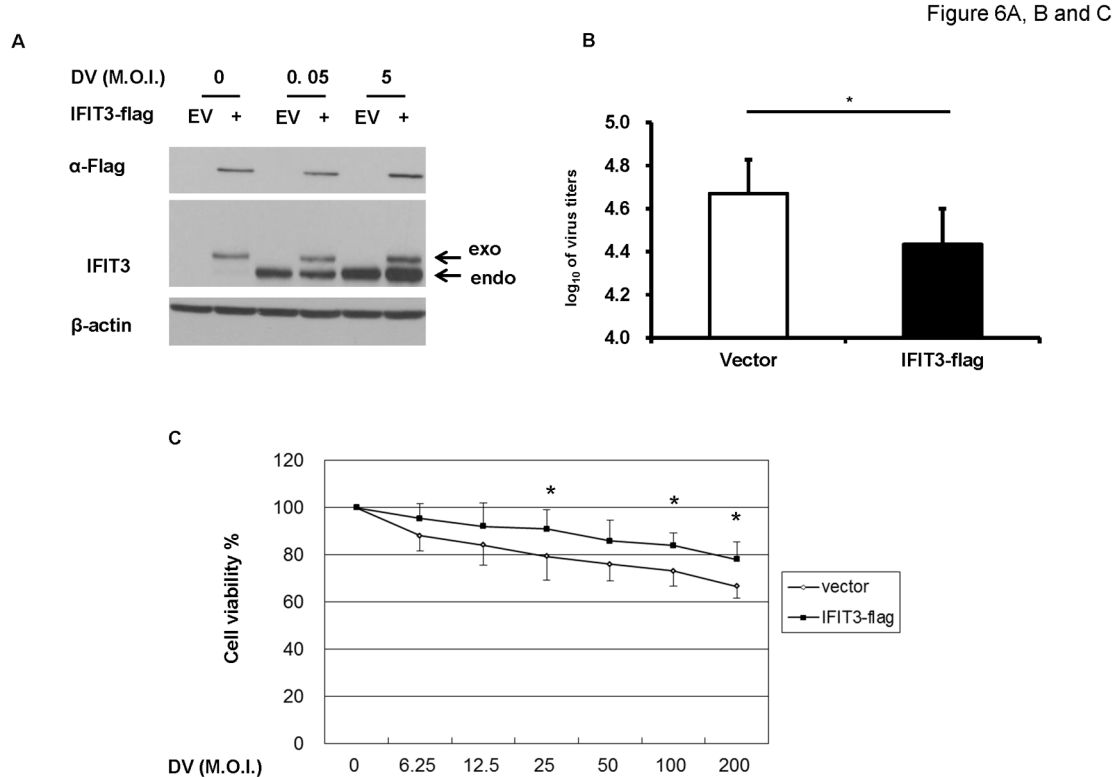 Figure 6A, B and C
A
DV (M.O.I.) 0 0. 05 5
IFIT3-flag EV + EV + EV +
α-Flag
IFIT3
exo
endo
β-actin
B
*
log10 of virus titers
5.0
4.8
4.6
4.4
4.2
4.0
Vector IFIT3-flag
C
Cell viability %
120
100
80
60
40
20
0
* * *
vector
IFIT3-flag
DV (M.O.I.) 0 6.25 12.5 25 50 100 200